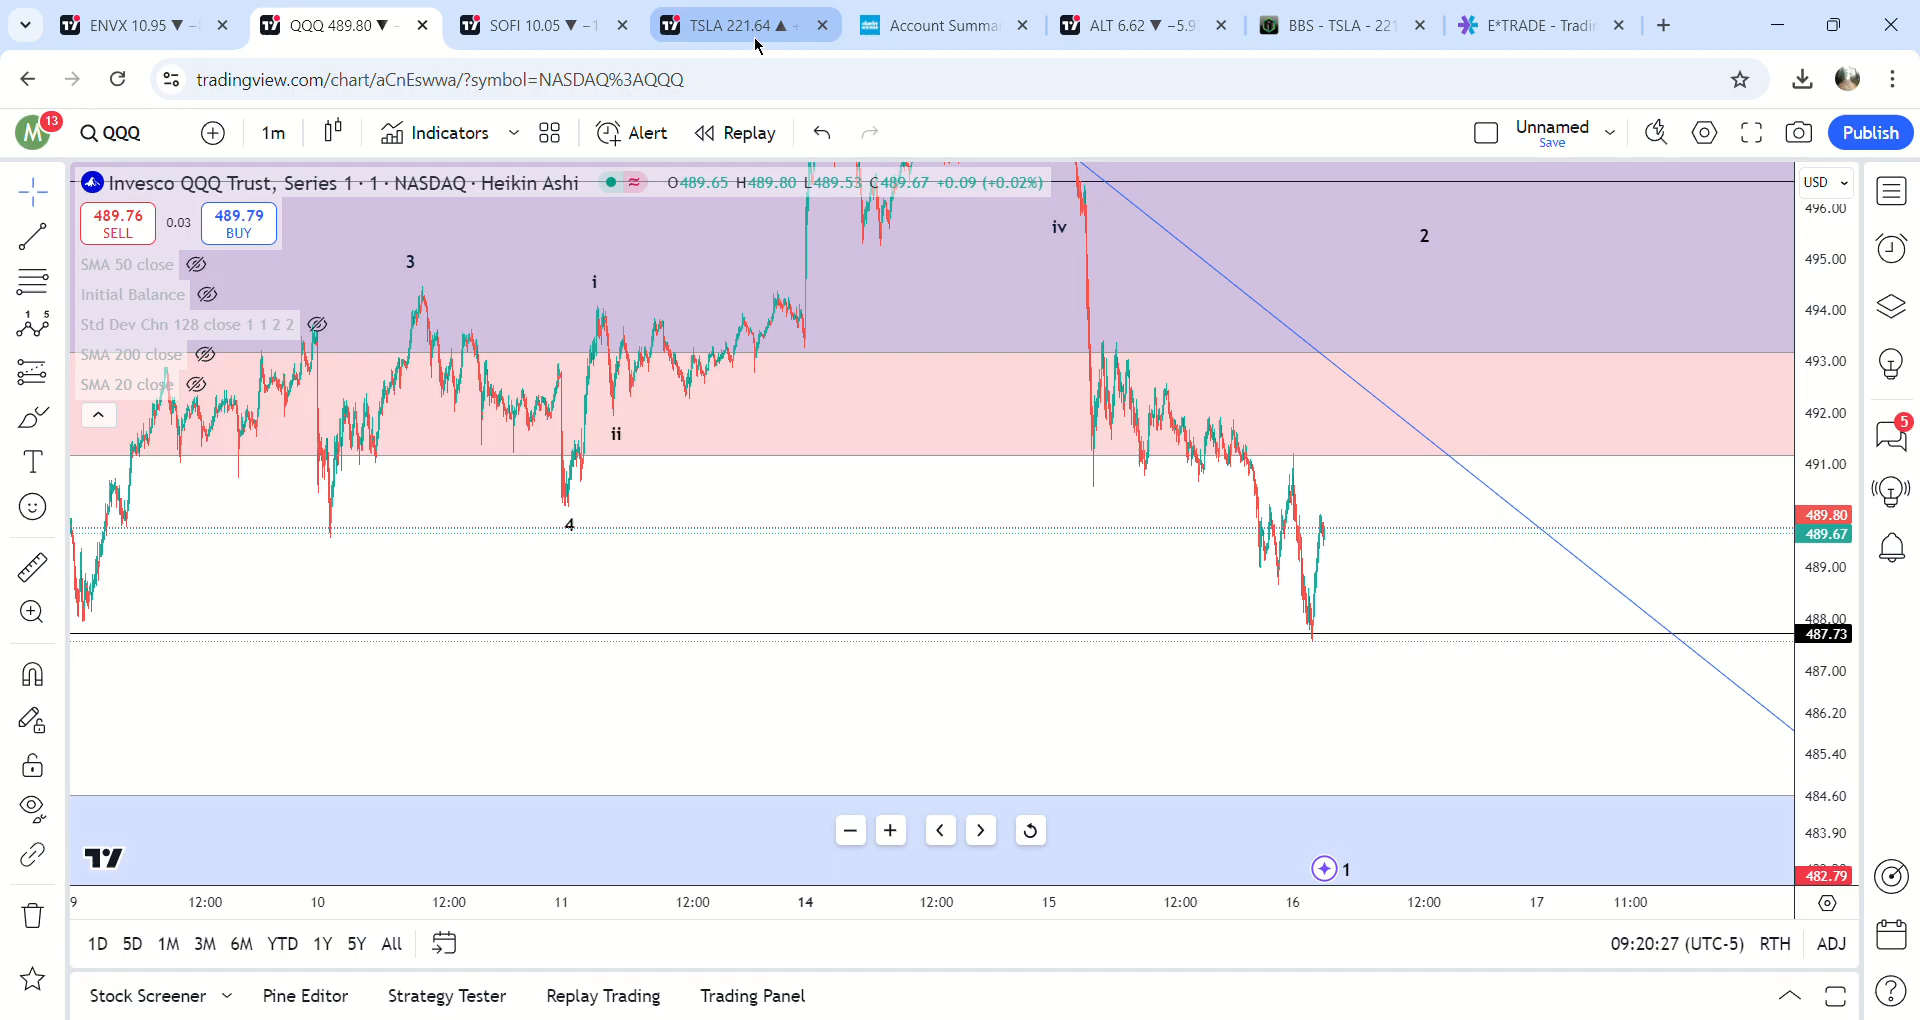 ENVX 10.95 ▼ −
QQQ 489.80 ▼ −
SOFI 10.05 ▼ −1
TSLA 221.64 ▲ +
Account Summa
ALT 6.62 ▼ −5.9
BBS - TSLA - 221
E*TRADE - Tradi
tradingview.com/chart/aCnEswwa/?symbol=NASDAQ%3AQQQ
M 13
QQQ
1m
Indicators
Alert
Replay
Unnamed
Save
Publish
Invesco QQQ Trust, Series 1 · 1 · NASDAQ · Heikin Ashi
O489.65 H489.80 L489.53 C489.67 +0.09 (+0.02%)
USD
489.76
SELL
0.03
489.79
BUY
SMA 50 close
Initial Balance
Std Dev Chn 128 close 1 1 2 2
SMA 200 close
SMA 20 close
3
i
ii
4
iv
2
1
496.00
495.00
494.00
493.00
492.00
491.00
489.80
489.67
489.00
488.00
487.73
487.00
486.20
485.40
484.60
483.90
482.79
5
9
12:00
10
12:00
11
12:00
14
12:00
15
12:00
16
12:00
17
11:00
1D 5D 1M 3M 6M YTD 1Y 5Y All
09:20:27 (UTC-5) RTH ADJ
Stock Screener
Pine Editor
Strategy Tester
Replay Trading
Trading Panel